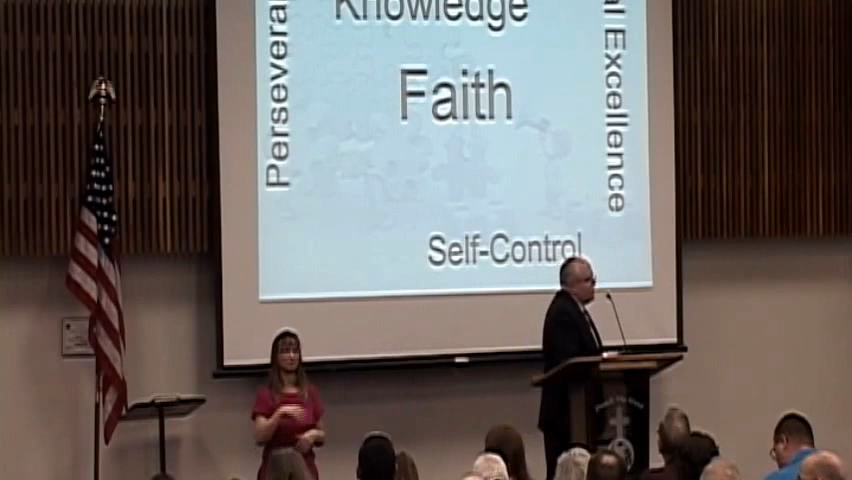 Knowledge
Faith
Perseveran
al Excellence
Self-Control